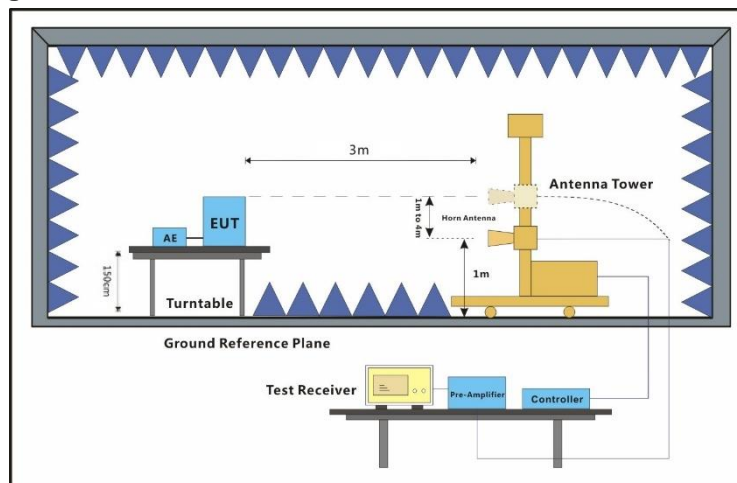 3m
Antenna Tower
1m to 4m
Horn Antenna
EUT
AE
150cm
1m
Turntable
Ground Reference Plane
Test Receiver
Pre-Amplifier
Controller